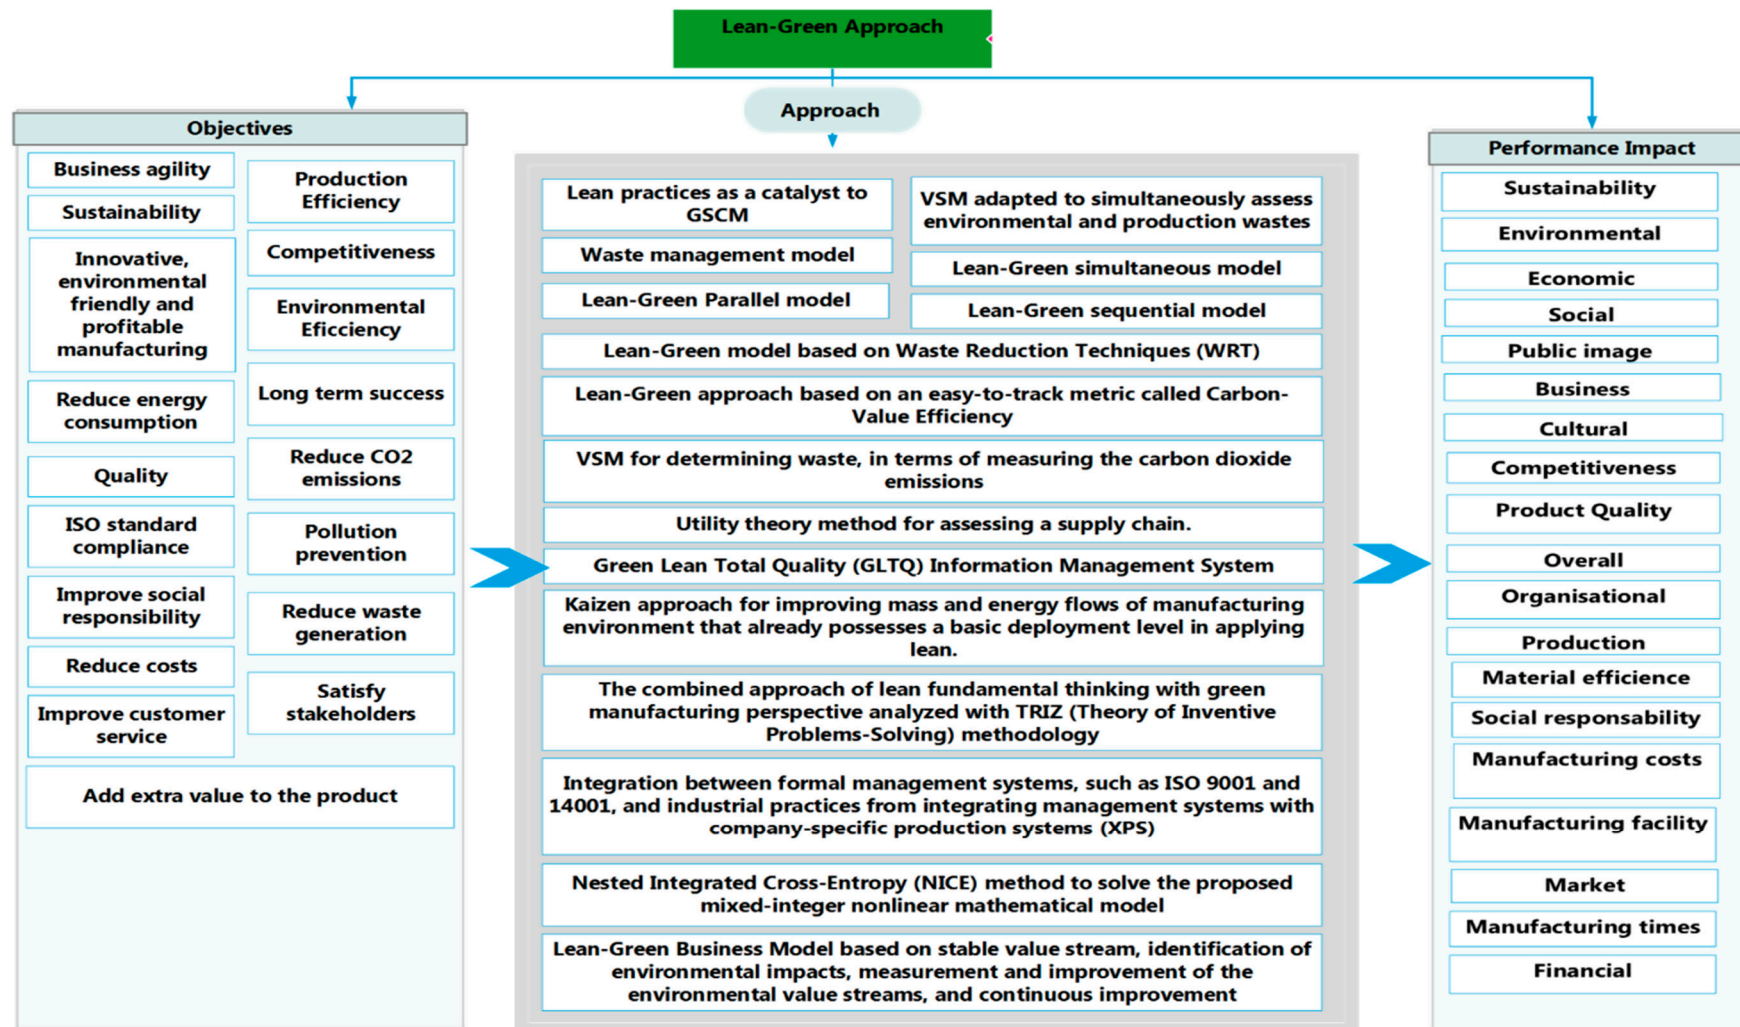 Lean-Green Approach
Approach
Objectives
Business agility
Sustainability
Innovative,
environmental
friendly and
profitable
manufacturing
Reduce energy
consumption
Quality
ISO standard
compliance
Improve social
responsibility
Reduce costs
Improve customer
service
Production
Efficiency
Competitiveness
Environmental
Eficciency
Long term success
Reduce CO2
emissions
Pollution
prevention
Reduce waste
generation
Satisfy
stakeholders
Add extra value to the product
Lean practices as a catalyst to
GSCM
Waste management model
Lean-Green Parallel model
VSM adapted to simultaneously assess
environmental and production wastes
Lean-Green simultaneous model
Lean-Green sequential model
Lean-Green model based on Waste Reduction Techniques (WRT)
Lean-Green approach based on an easy-to-track metric called Carbon-
Value Efficiency
VSM for determining waste, in terms of measuring the carbon dioxide
emissions
Utility theory method for assessing a supply chain.
Green Lean Total Quality (GLTQ) Information Management System
Kaizen approach for improving mass and energy flows of manufacturing
environment that already possesses a basic deployment level in applying
lean.
The combined approach of lean fundamental thinking with green
manufacturing perspective analyzed with TRIZ (Theory of Inventive
Problems-Solving) methodology
Integration between formal management systems, such as ISO 9001 and
14001, and industrial practices from integrating management systems with
company-specific production systems (XPS)
Nested Integrated Cross-Entropy (NICE) method to solve the proposed
mixed-integer nonlinear mathematical model
Lean-Green Business Model based on stable value stream, identification of
environmental impacts, measurement and improvement of the
environmental value streams, and continuous improvement
Performance Impact
Sustainability
Environmental
Economic
Social
Public image
Business
Cultural
Competitiveness
Product Quality
Overall
Organisational
Production
Material efficience
Social responsability
Manufacturing costs
Manufacturing facility
Market
Manufacturing times
Financial